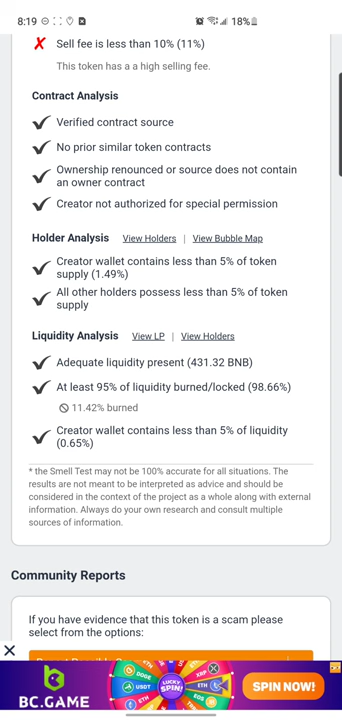 8:19
18%
Sell fee is less than 10% (11%)
This token has a a high selling fee.
Contract Analysis
Verified contract source
No prior similar token contracts
Ownership renounced or source does not contain
an owner contract
Creator not authorized for special permission
Holder Analysis View Holders | View Bubble Map
Creator wallet contains less than 5% of token
supply (1.49%)
All other holders possess less than 5% of token
supply
Liquidity Analysis View LP | View Holders
Adequate liquidity present (431.32 BNB)
At least 95% of liquidity burned/locked (98.66%)
11.42% burned
Creator wallet contains less than 5% of liquidity
(0.65%)
* the Smell Test may not be 100% accurate for all situations. The
results are not meant to be interpreted as advice and should be
considered in the context of the project as a whole along with external
information. Always do your own research and consult multiple
sources of information.
Community Reports
If you have evidence that this token is a scam please
select from the options:
BC.GAME
ETH
DOGE
USDT
ETH
LUCKY
SPIN!
XRP
ETH
EOS
SPIN NOW!